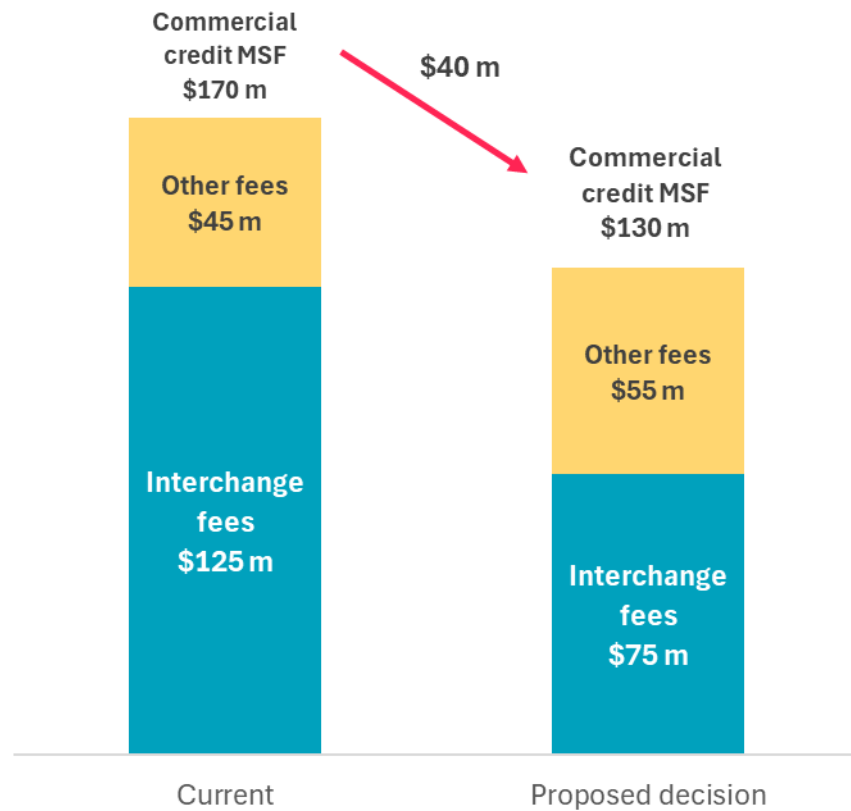 Commercial
credit MSF
$170 m
$40 m
Commercial
credit MSF
$130 m
Other fees
$45 m
Other fees
$55 m
Interchange
fees
$125 m
Interchange
fees
$75 m
Current
Proposed decision